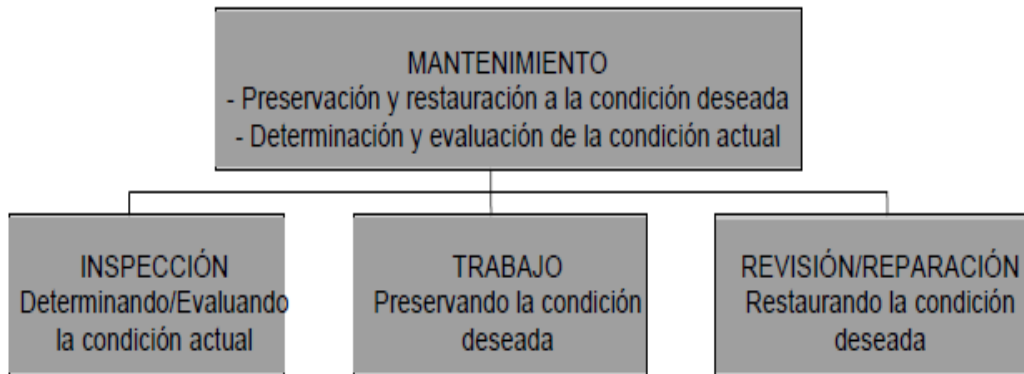 MANTENIMIENTO
- Preservación y restauración a la condición deseada
- Determinación y evaluación de la condición actual
INSPECCIÓN
Determinando/Evaluando
la condición actual
TRABAJO
Preservando la condición
deseada
REVISIÓN/REPARACIÓN
Restaurando la condición
deseada